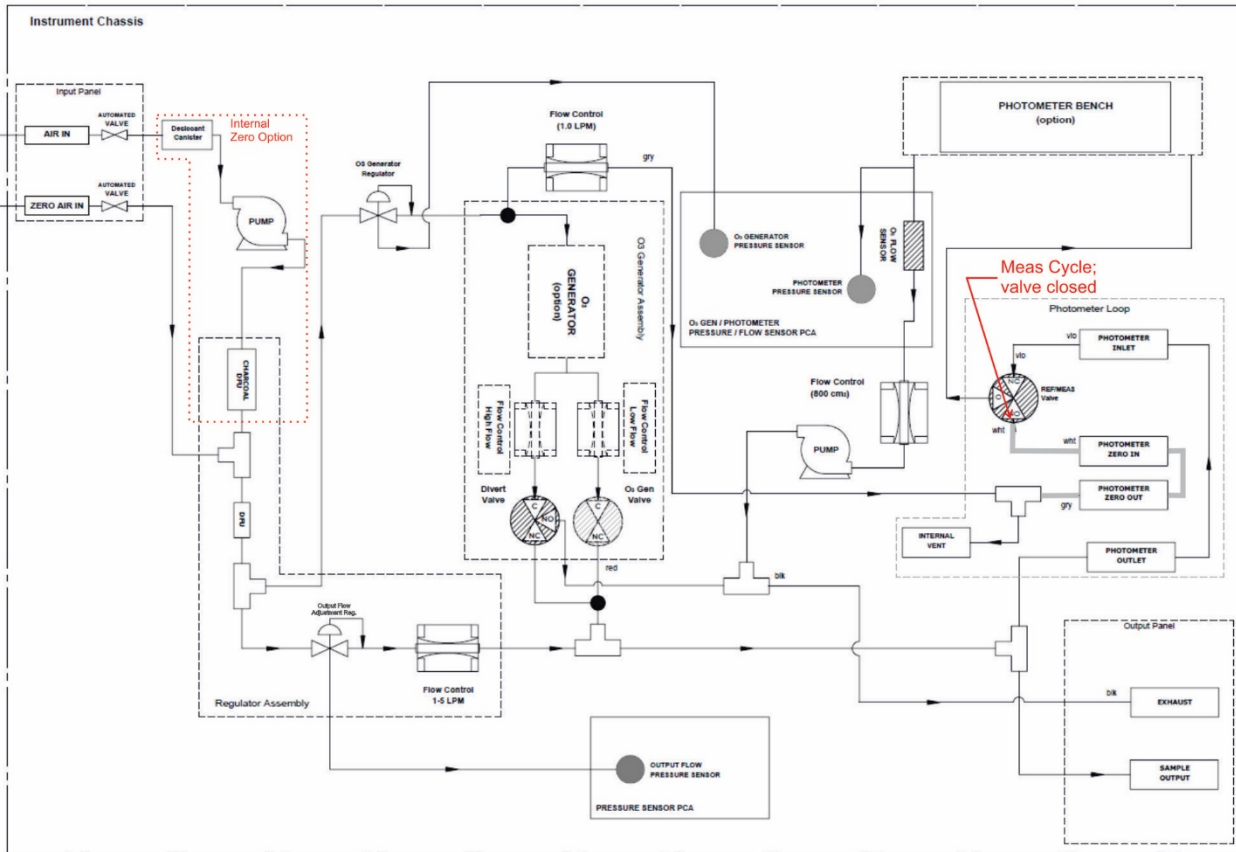 Instrument Chassis
Input Panel
AUTOMATED
VALVE
AIR IN
Desiccant
Canister
Internal
Zero Option
AUTOMATED
VALVE
ZERO AIR IN
PUMP
CHARCOAL
DFU
DFU
Regulator Assembly
Output Flow
Adjustment Reg.
Flow Control
1-5 LPM
O3 Generator
Regulator
Flow Control
(1.0 LPM)
gry
O3 Generator Assembly
O₃
GENERATOR
(option)
Flow Control
High Flow
Flow Control
Low Flow
Divert
Valve
O₃ Gen
Valve
C
NO
NC
C
NC
red
O₃ GENERATOR
PRESSURE SENSOR
PHOTOMETER
PRESSURE SENSOR
O₃ FLOW
SENSOR
O₃ GEN / PHOTOMETER
PRESSURE / FLOW SENSOR PCA
PHOTOMETER BENCH
(option)
Flow Control
(800 cm₃)
PUMP
blk
Meas Cycle;
valve closed
Photometer Loop
vlo
PHOTOMETER
INLET
vlo
NC
C
REF/MEAS
Valve
wht
wht
PHOTOMETER
ZERO IN
PHOTOMETER
ZERO OUT
gry
INTERNAL
VENT
PHOTOMETER
OUTLET
Output Panel
blk
EXHAUST
SAMPLE
OUTPUT
OUTPUT FLOW
PRESSURE SENSOR
PRESSURE SENSOR PCA